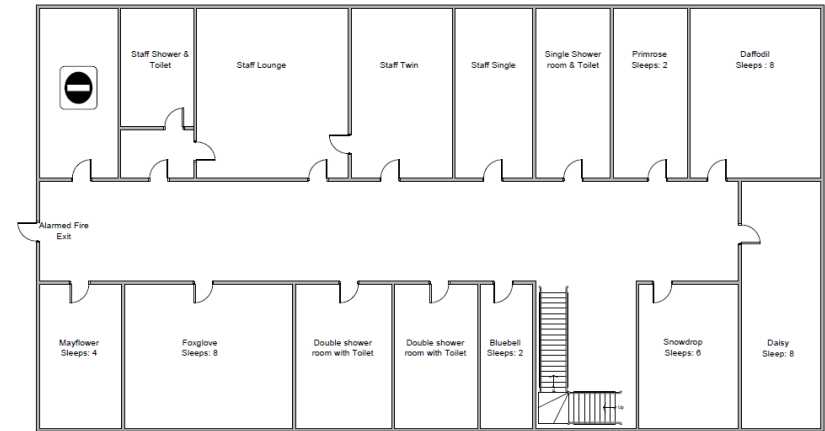 Staff Shower &
Toilet
Staff Lounge
Staff Twin
Staff Single
Single Shower
room & Toilet
Primrose
Sleeps: 2
Daffodil
Sleeps : 8
Alarmed Fire
Exit
Mayflower
Sleeps: 4
Foxglove
Sleeps: 8
Double shower
room with Toilet
Double shower
room with Toilet
Bluebell
Sleeps: 2
Up
Snowdrop
Sleeps: 6
Daisy
Sleep: 8